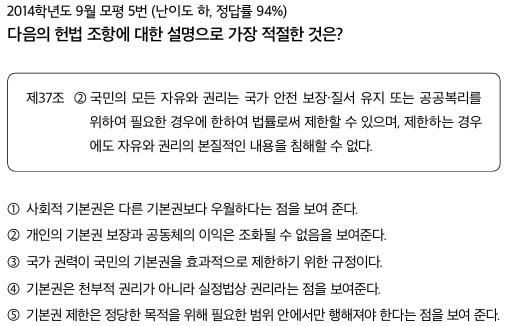 2014학년도 9월 모평 5번 (난이도 하, 정답률 94%)
다음의 헌법 조항에 대한 설명으로 가장 적절한 것은?
제37조 ② 국민의 모든 자유와 권리는 국가 안전 보장·질서 유지 또는 공공복리를
위하여 필요한 경우에 한하여 법률로써 제한할 수 있으며, 제한하는 경우
에도 자유와 권리의 본질적인 내용을 침해할 수 없다.
① 사회적 기본권은 다른 기본권보다 우월하다는 점을 보여 준다.
② 개인의 기본권 보장과 공동체의 이익은 조화될 수 없음을 보여준다.
③ 국가 권력이 국민의 기본권을 효과적으로 제한하기 위한 규정이다.
④ 기본권은 천부적 권리가 아니라 실정법상 권리라는 점을 보여준다.
⑤ 기본권 제한은 정당한 목적을 위해 필요한 범위 안에서만 행해져야 한다는 점을 보여 준다.